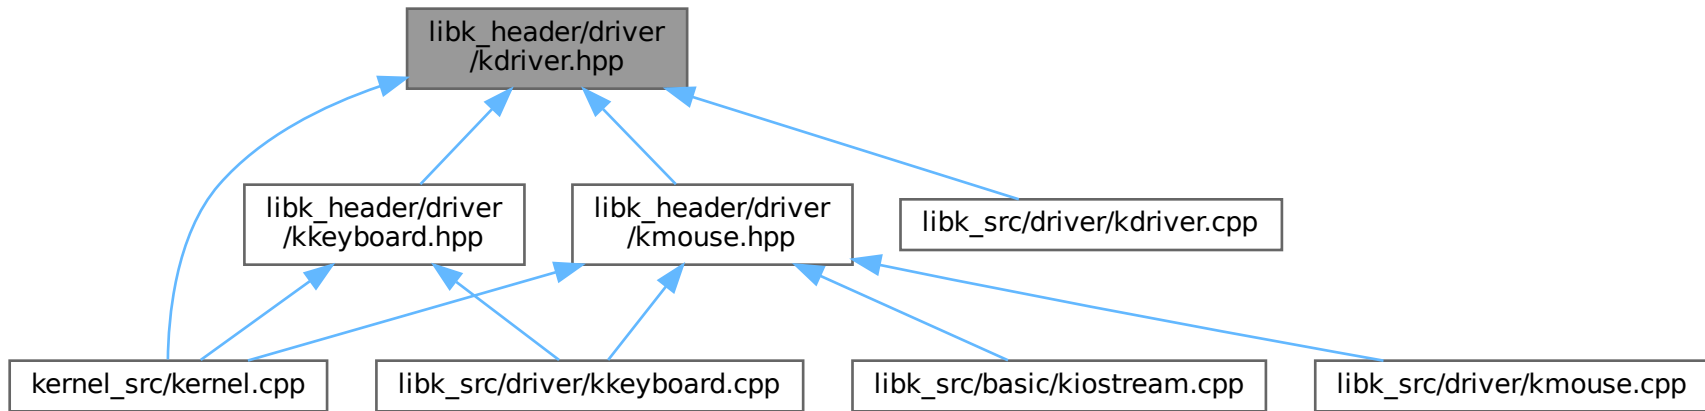 libk_header/driver
/kdriver.hpp
libk_header/driver
/kkeyboard.hpp
libk_header/driver
/kmouse.hpp
libk_src/driver/kdriver.cpp
kernel_src/kernel.cpp
libk_src/driver/kkeyboard.cpp
libk_src/basic/kiostream.cpp
libk_src/driver/kmouse.cpp